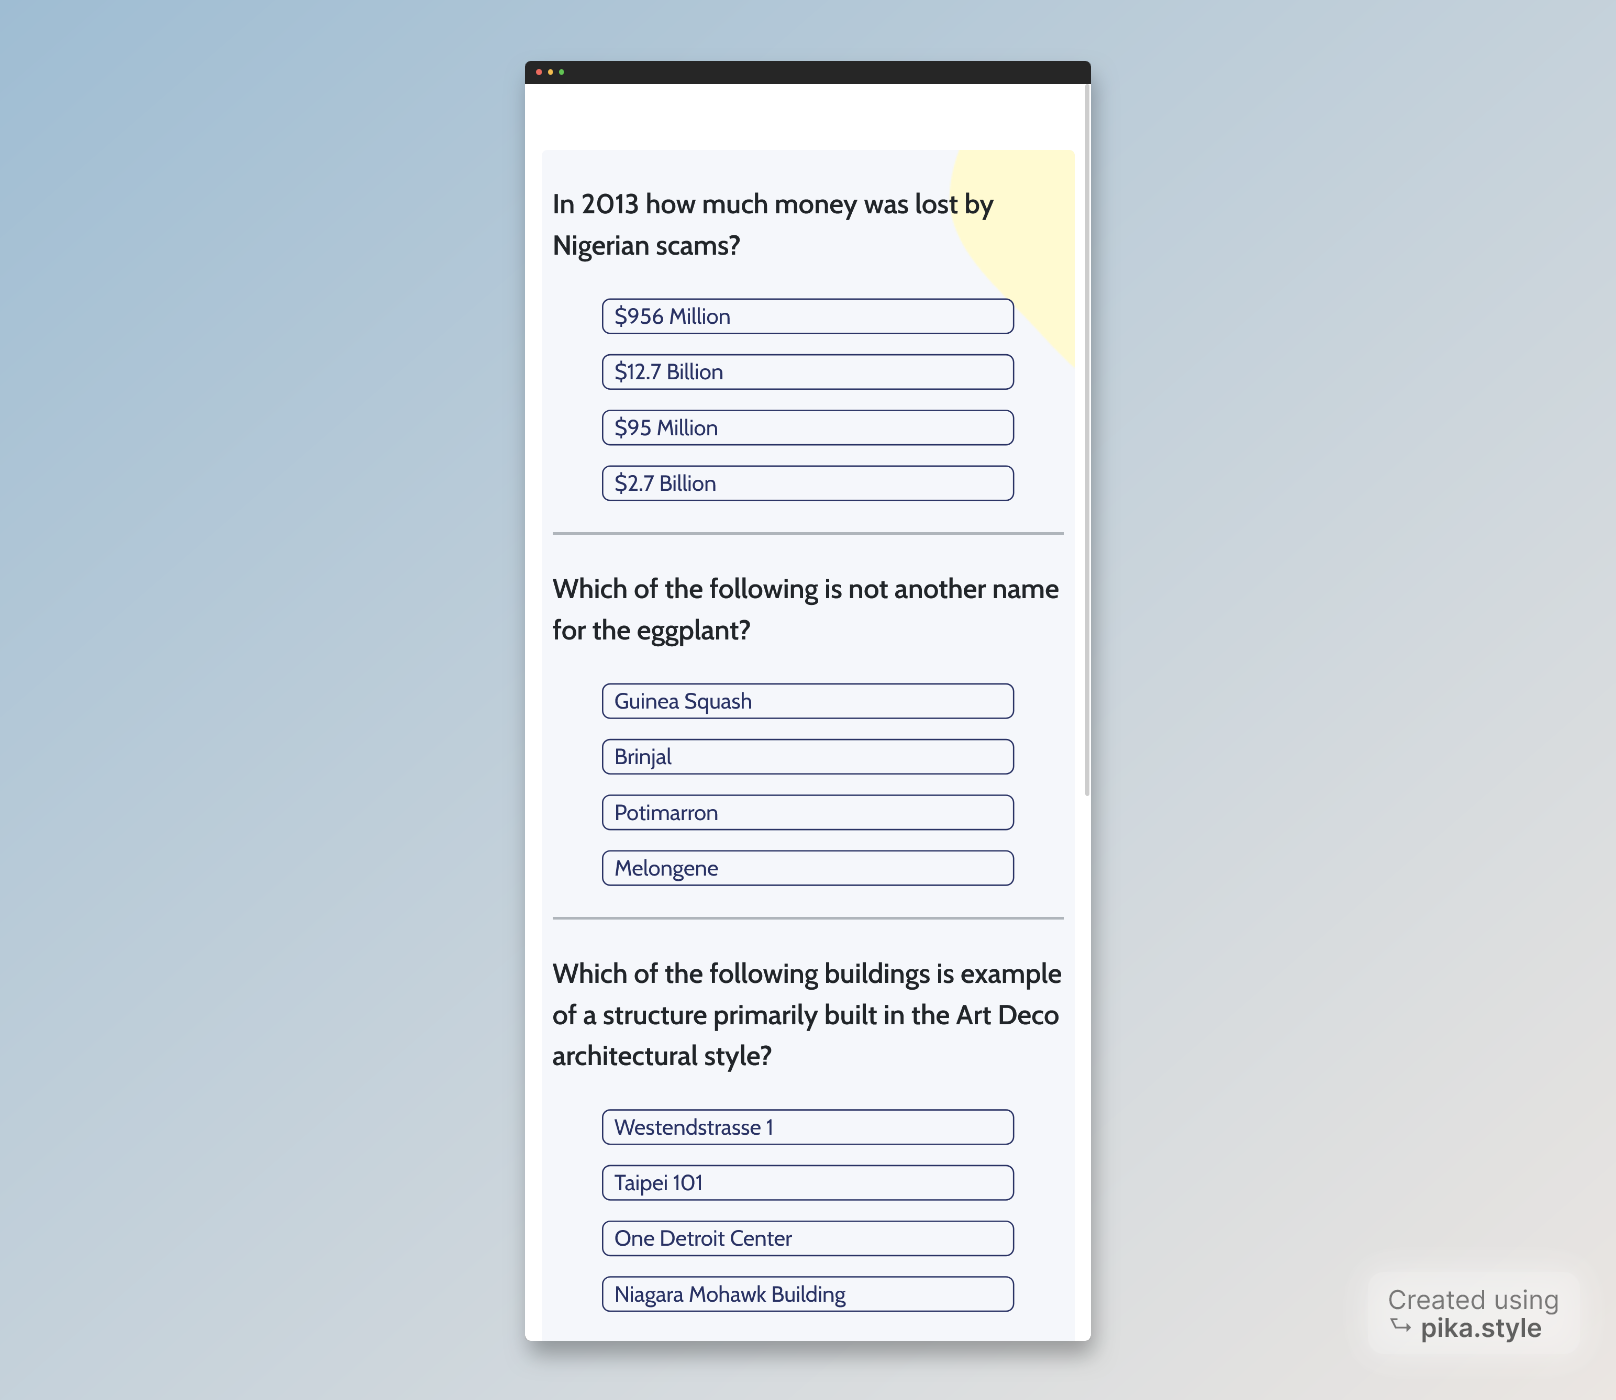 In 2013 how much money was lost by
Nigerian scams?
$956 Million
$12.7 Billion
$95 Million
$2.7 Billion
Which of the following is not another name
for the eggplant?
Guinea Squash
Brinjal
Potimarron
Melongene
Which of the following buildings is example
of a structure primarily built in the Art Deco
architectural style?
Westendstrasse 1
Taipei 101
One Detroit Center
Niagara Mohawk Building
Created using
pika.style